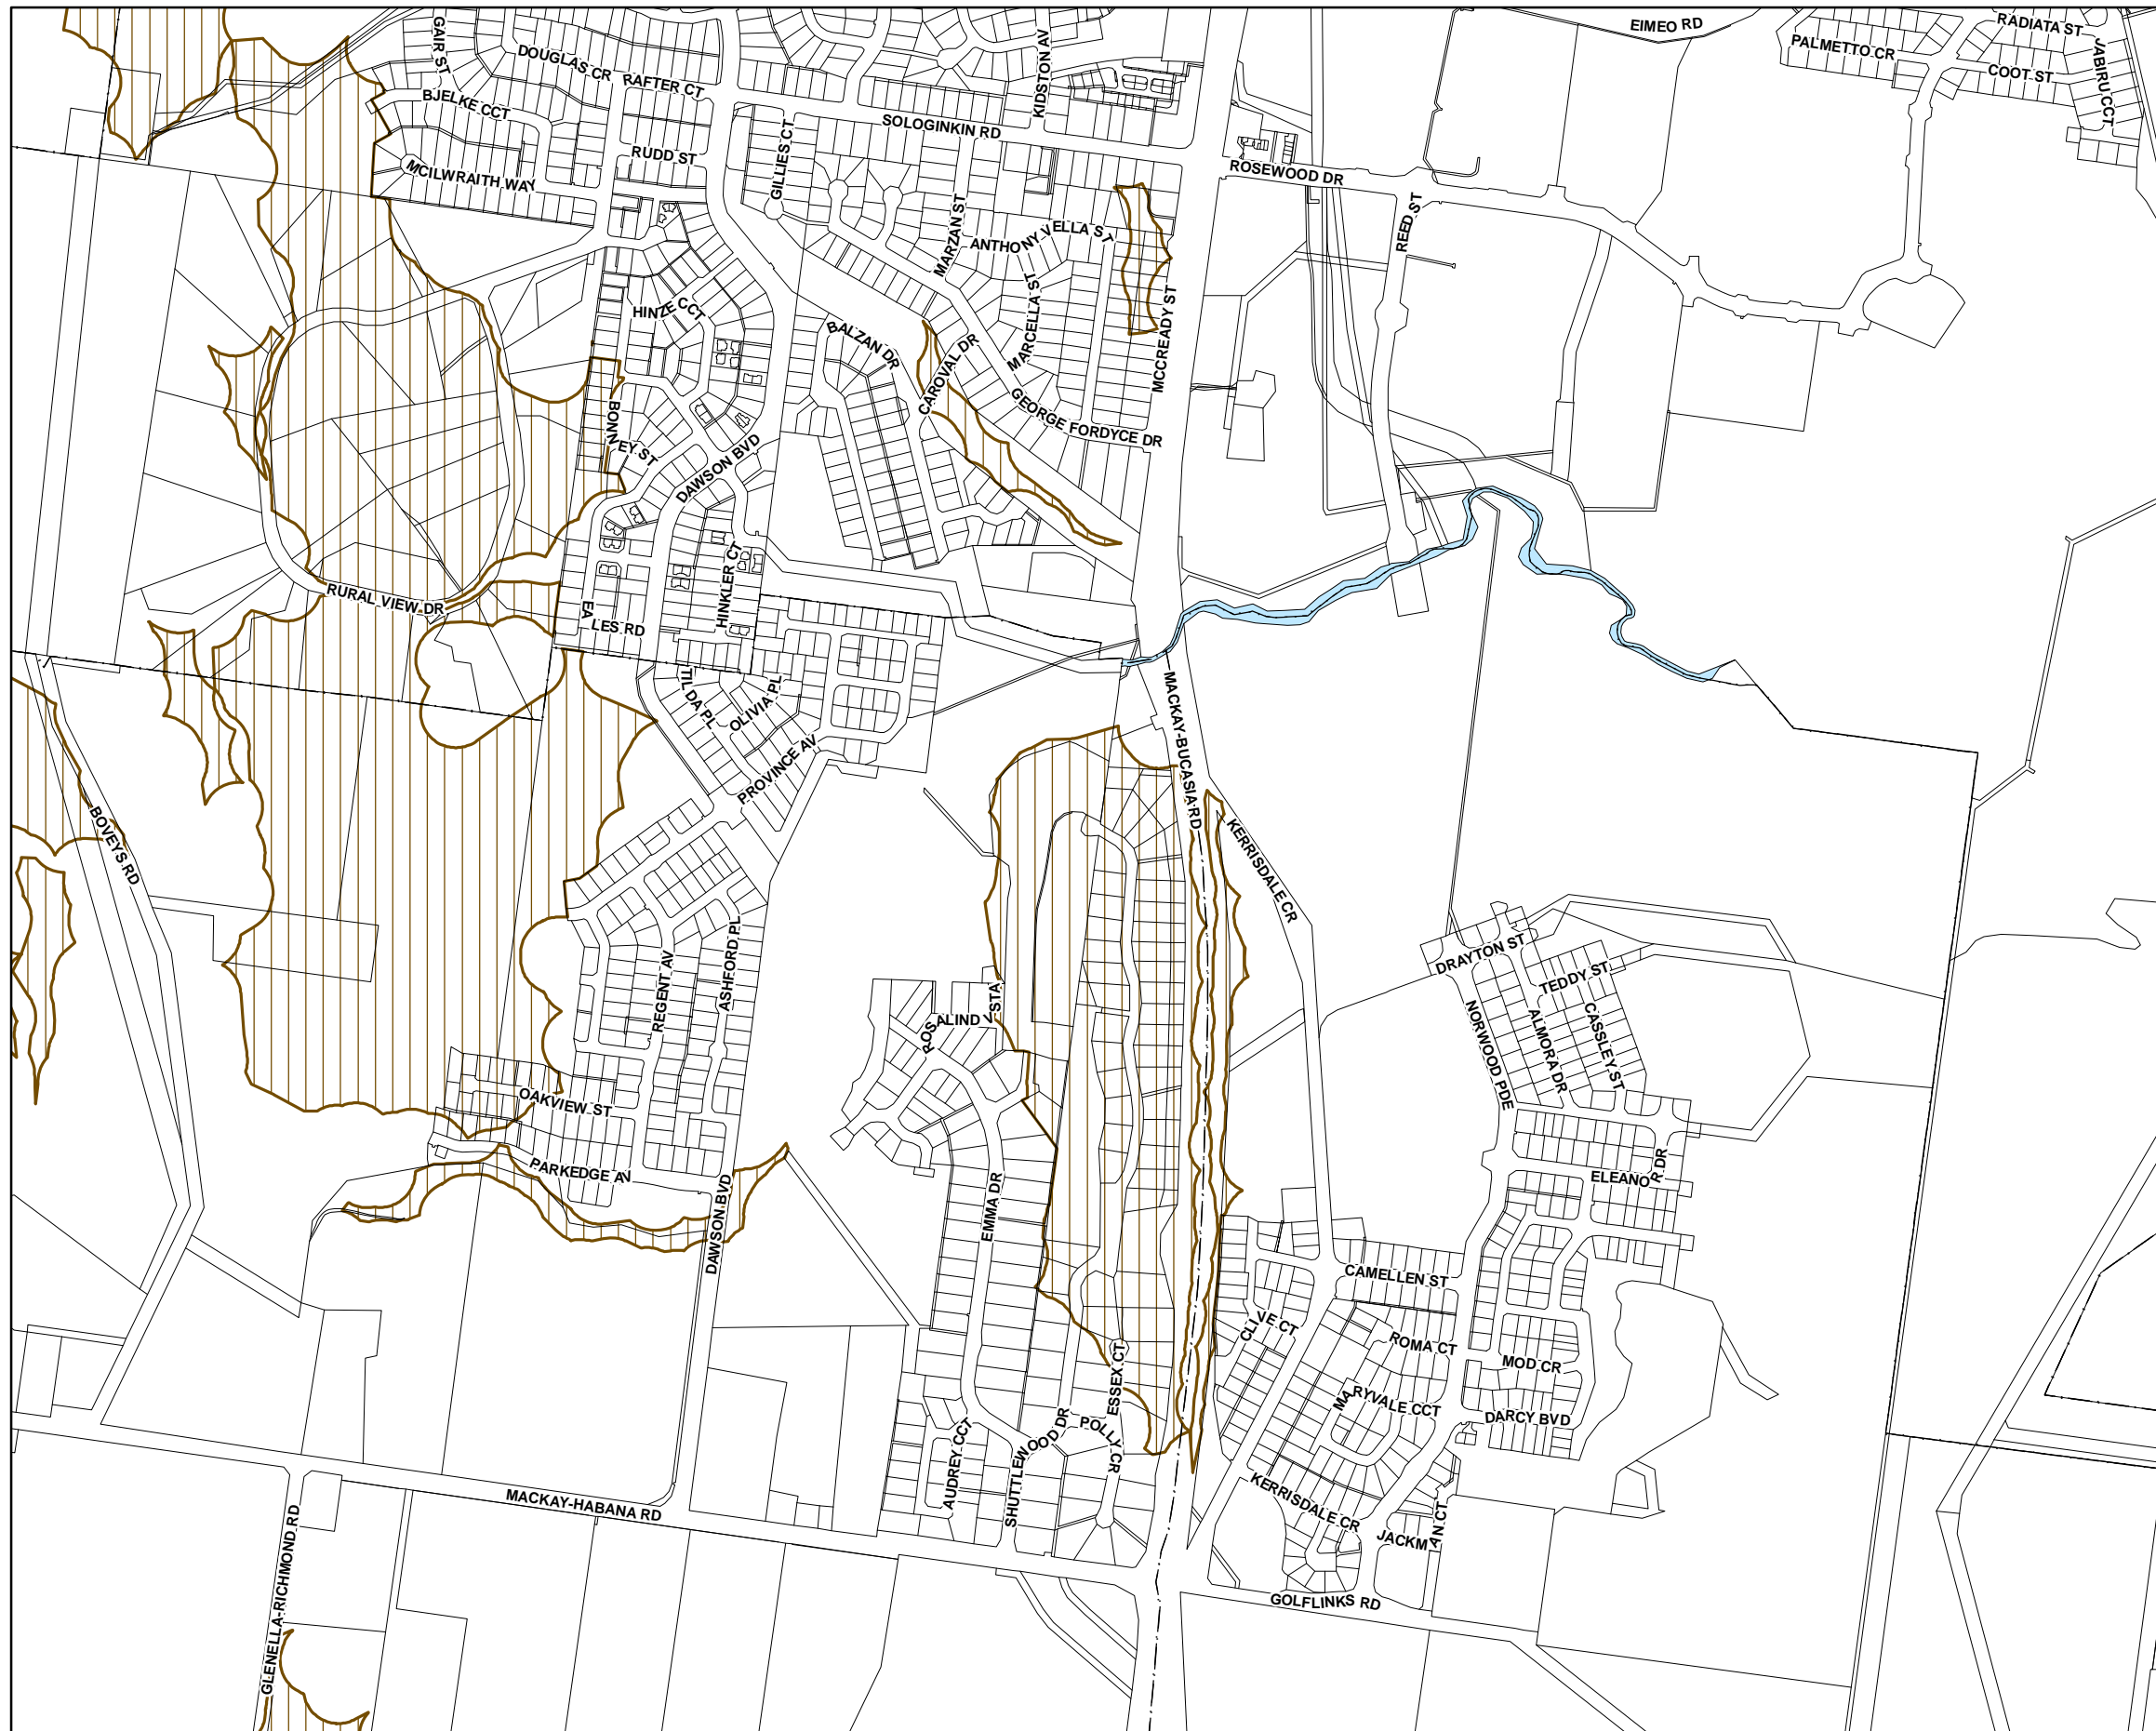 EIMEO RD
RADIATA ST
GAIR ST
DOUGLAS CR
RAFTER CT
KIDSTON AV
PALMETTO CR
COOT ST
JABIRU CCT
BJELKE CCT
SOLOGINKIN RD
GILLIES CT
RUDD ST
MCILWRAITH WAY
ROSEWOOD DR
REED ST
MARZAN ST
ANTHONY VELLA ST
MARCELLA ST
MCCREADY ST
HINZE CCT
BALZAN DR
CAROVAL DR
GEORGE FORDYCE DR
BONNEY ST
DAWSON BVD
HINKLER CT
RURAL VIEW DR
EALES RD
TILDA PL
OLIVIA PL
PROVINCE AV
MACKAY-BUCASIA RD
BOVEYS RD
KERRISDALE CR
REGENT AV
ASHFORD PL
DRAYTON ST
TEDDY ST
NORWOOD PDE
ALMORA DR
CASSLEY ST
ROSALIND VISTA
OAKVIEW ST
PARKEDGE AV
DAWSON BVD
EMMA DR
ELEANOR DR
CAMELLEN ST
CLIVE CT
ROMA CT
MOD CR
MARYVALE CCT
DARCY BVD
ESSEX CT
POLLY CR
SHUTTLEWOOD DR
AUDREY CCT
KERRISDALE CR
JACKMAN CT
MACKAY-HABANA RD
GLENELLA-RICHMOND RD
GOLFLINKS RD